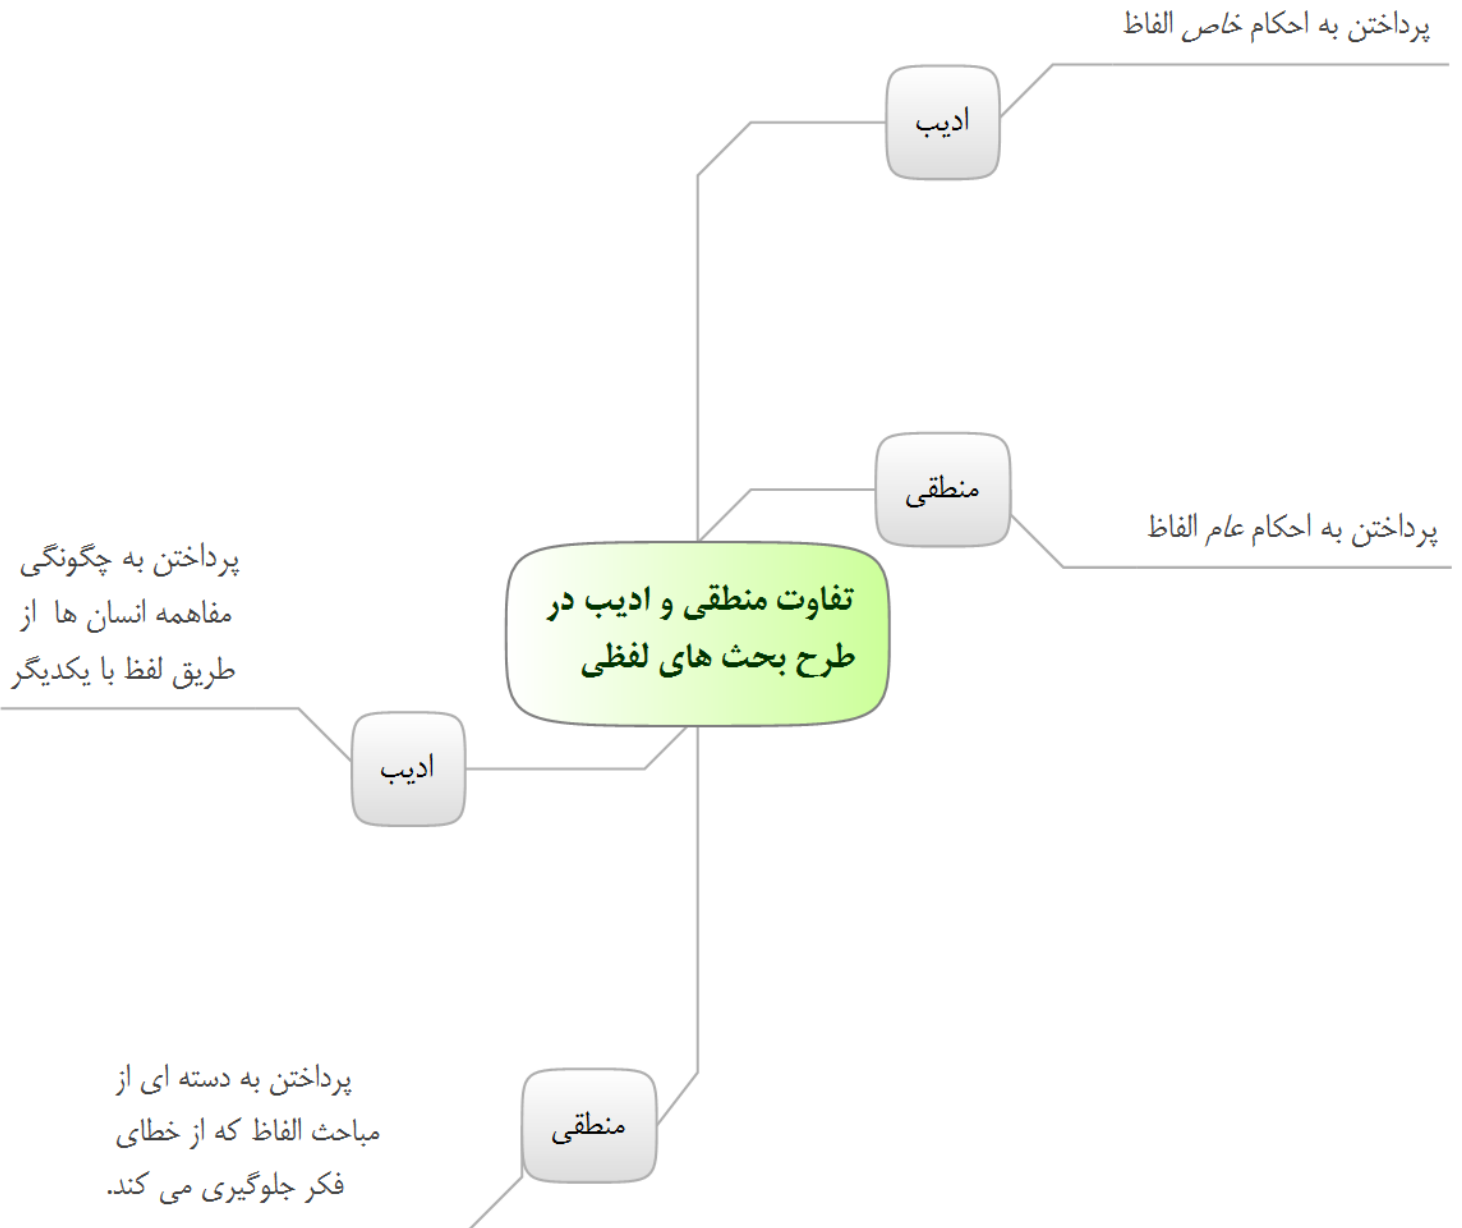 پرداختن به احکام خاص الفاظ
ادیب
منطقی
پرداختن به احکام عام الفاظ
تفاوت منطقی و ادیب در
طرح بحث های لفظی
پرداختن به چگونگی
مفاهمه انسان ها از
طریق لفظ با یکدیگر
ادیب
پرداختن به دسته ای از
مباحث الفاظ که از خطای
فکر جلوگیری می کند.
منطقی